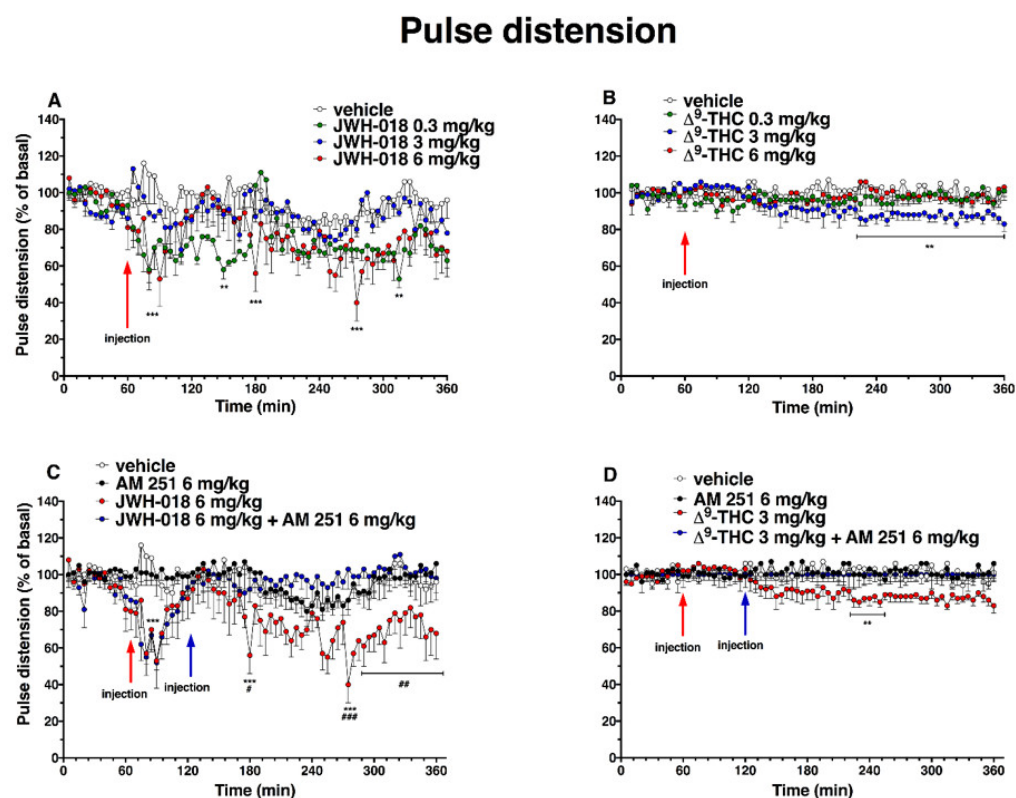 Pulse distension
A
vehicle
JWH-018 0.3 mg/kg
JWH-018 3 mg/kg
JWH-018 6 mg/kg
Pulse distension (% of basal)
140
120
100
80
60
40
20
0
injection
***
**
***
***
**
0 60 120 180 240 300 360
Time (min)
B
vehicle
Δ⁹-THC 0.3 mg/kg
Δ⁹-THC 3 mg/kg
Δ⁹-THC 6 mg/kg
140
120
100
80
60
40
20
0
injection
**
0 60 120 180 240 300 360
Time (min)
C
vehicle
AM 251 6 mg/kg
JWH-018 6 mg/kg
JWH-018 6 mg/kg + AM 251 6 mg/kg
Pulse distension (% of basal)
140
120
100
80
60
40
20
0
***
injection
injection
***
#
***
###
##
0 60 120 180 240 300 360
Time (min)
D
vehicle
AM 251 6 mg/kg
Δ⁹-THC 3 mg/kg
Δ⁹-THC 3 mg/kg + AM 251 6 mg/kg
140
120
100
80
60
40
20
0
injection
injection
**
0 60 120 180 240 300 360
Time (min)